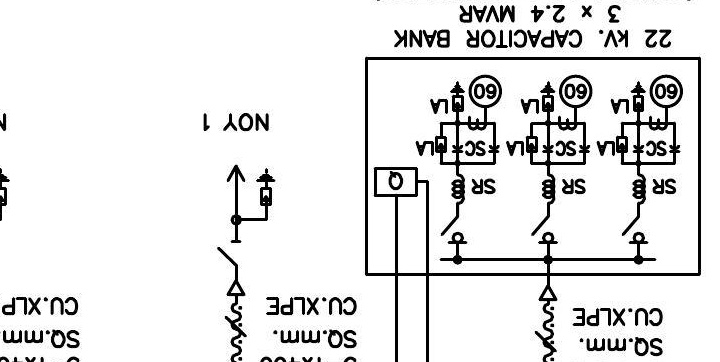 SQ.mm.
CU.XLPE
SR SR SR
Q
SC LA SC LA SC LA
LA LA LA
60 60 60
22 kV. CAPACITOR BANK
3 x 2.4 MVAR
SQ.mm.
CU.XLPE
NOY 1
SQ.mm.
CU.XLPE